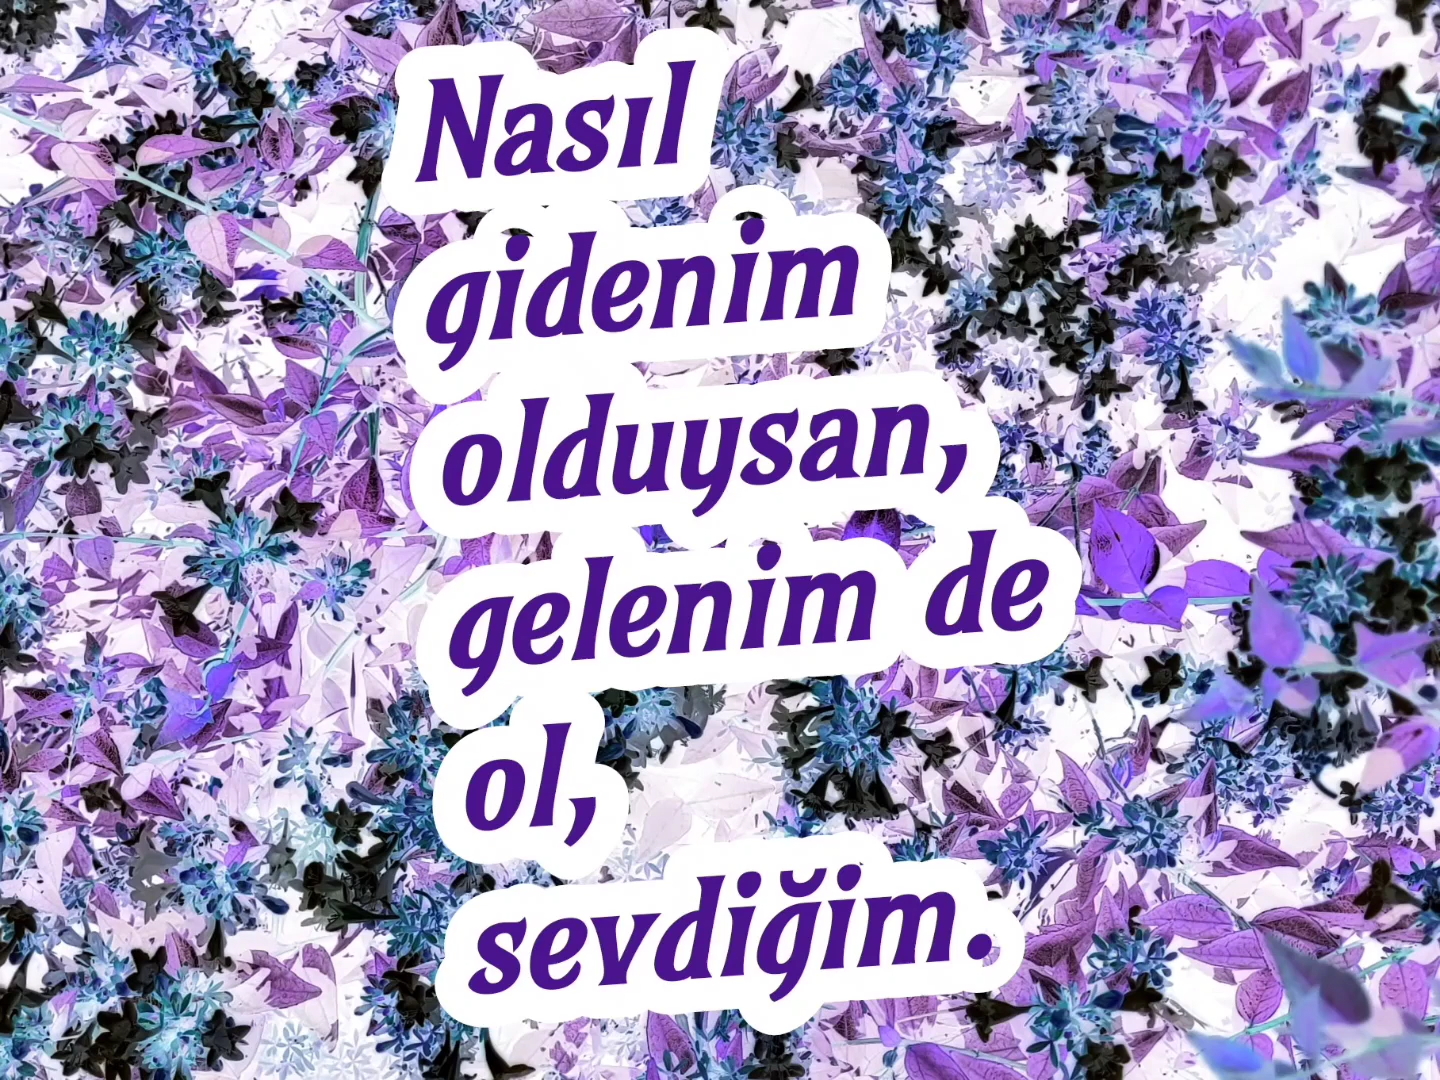 Nasıl
gidenim
olduysan,
gelenim de
ol,
sevdiğim.